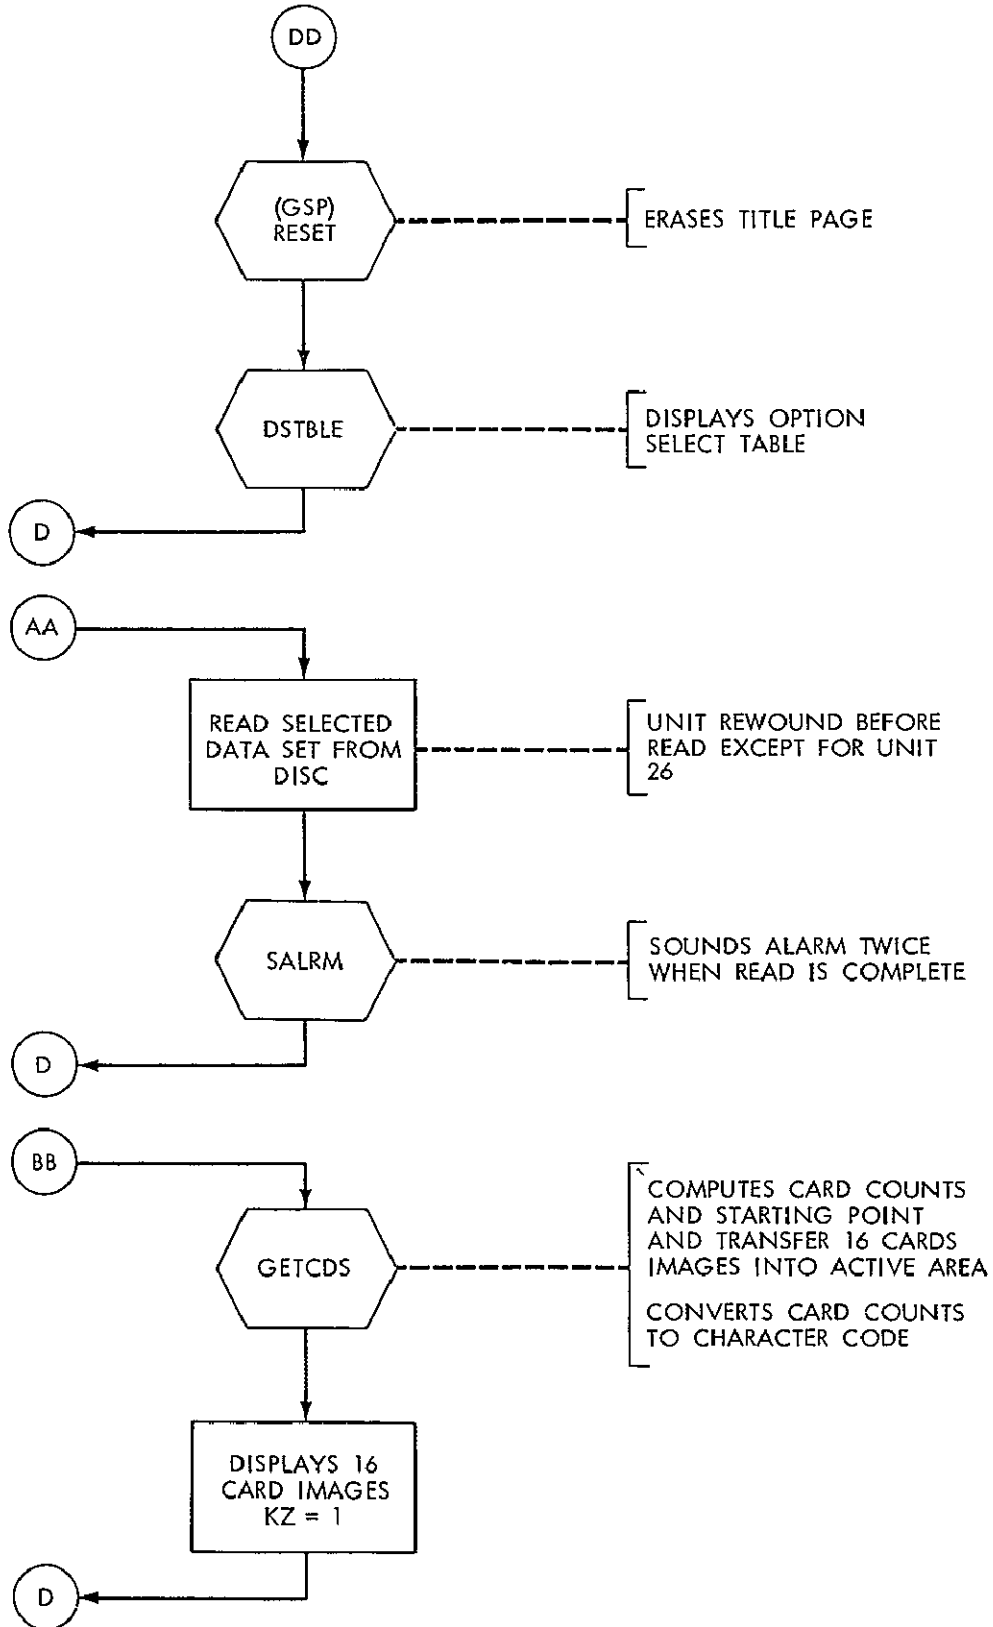 DD
(GSP)
RESET
ERASES TITLE PAGE
DSTBLE
DISPLAYS OPTION
SELECT TABLE
D
AA
READ SELECTED
DATA SET FROM
DISC
UNIT REWOUND BEFORE
READ EXCEPT FOR UNIT
26
SALRM
SOUNDS ALARM TWICE
WHEN READ IS COMPLETE
D
BB
GETCDS
COMPUTES CARD COUNTS
AND STARTING POINT
AND TRANSFER 16 CARDS
IMAGES INTO ACTIVE AREA
CONVERTS CARD COUNTS
TO CHARACTER CODE
DISPLAYS 16
CARD IMAGES
KZ = 1
D